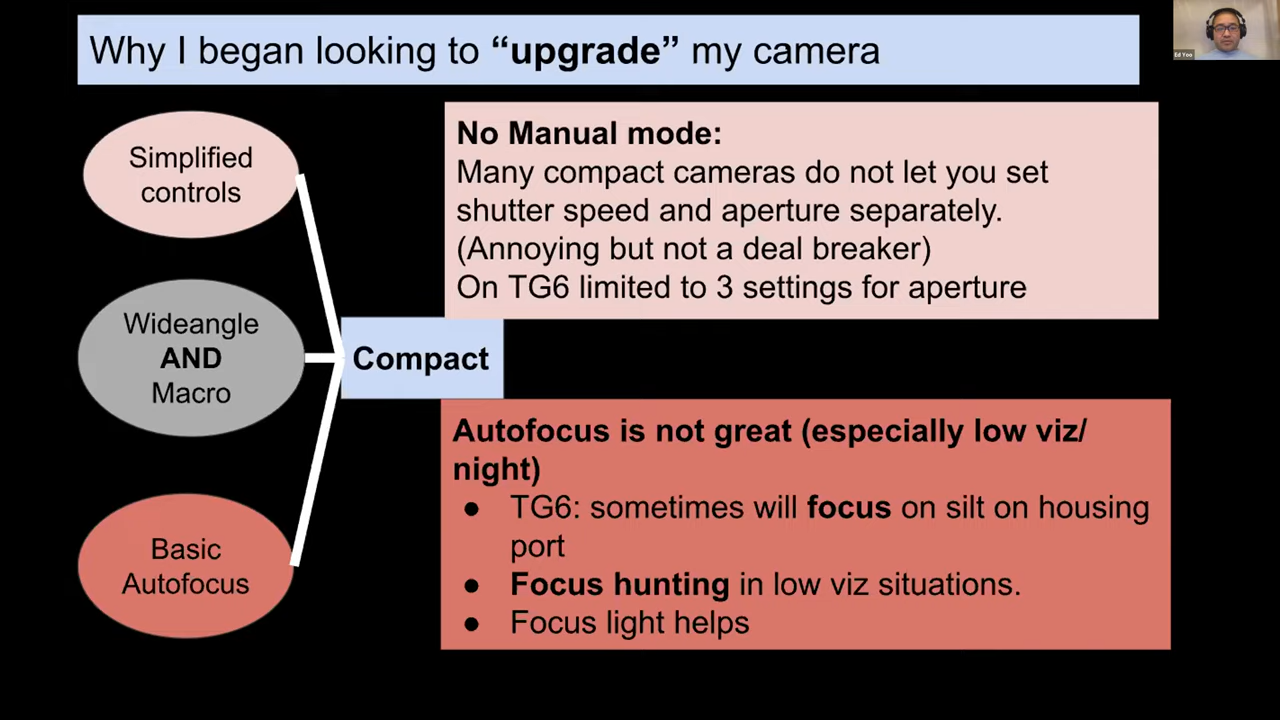 Why I began looking to “upgrade” my camera
Ed Yoo
Simplified
controls
No Manual mode:
Many compact cameras do not let you set
shutter speed and aperture separately.
(Annoying but not a deal breaker)
On TG6 limited to 3 settings for aperture
Wideangle
AND
Macro
Compact
Basic
Autofocus
Autofocus is not great (especially low viz/
night)
● TG6: sometimes will focus on silt on housing
port
● Focus hunting in low viz situations.
● Focus light helps